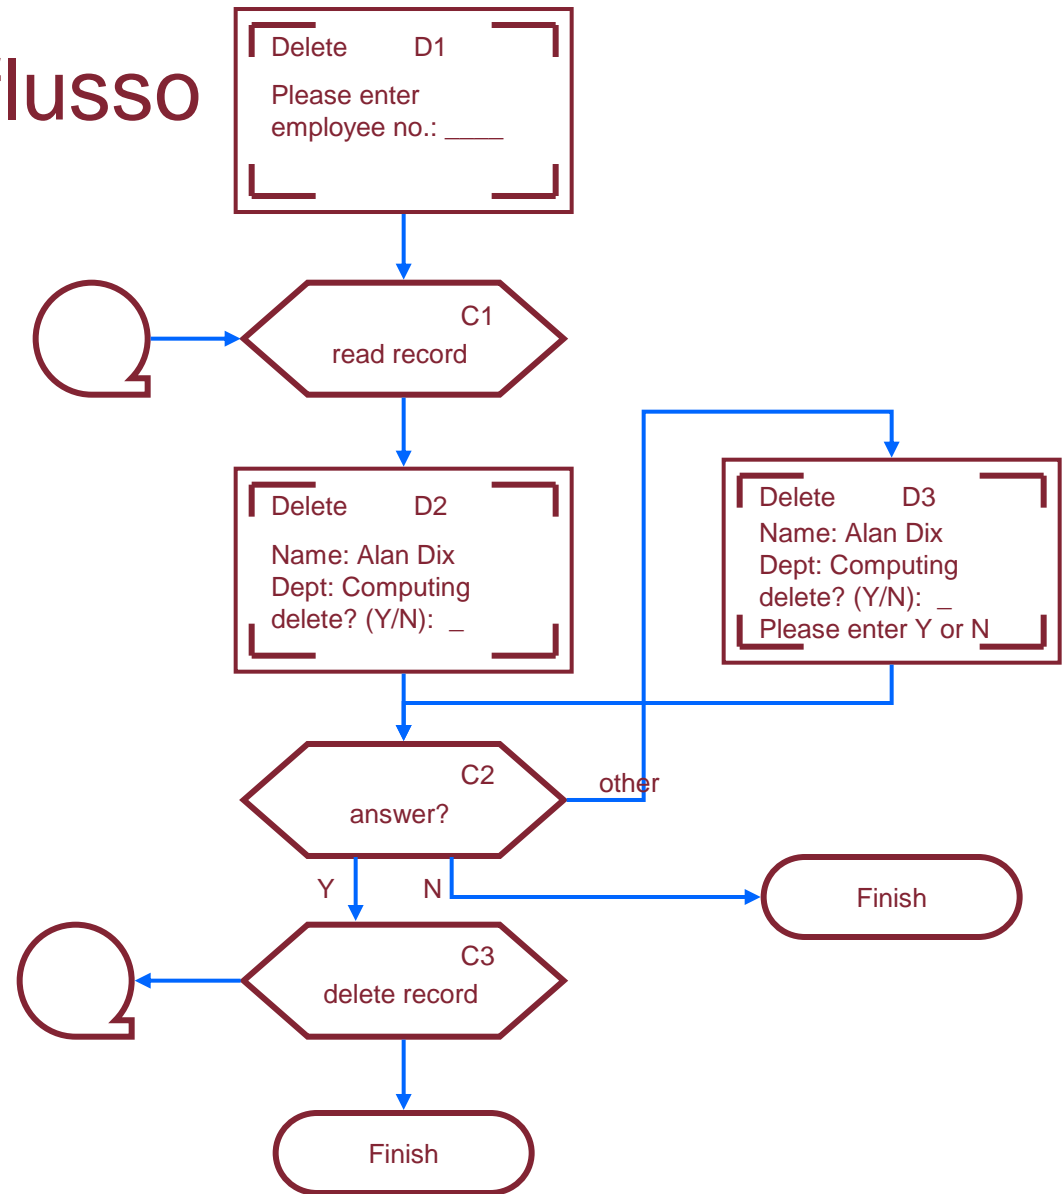 flusso
Delete D1
Please enter
employee no.: ____
C1
read record
Delete D2
Name: Alan Dix
Dept: Computing
delete? (Y/N): _
Delete D3
Name: Alan Dix
Dept: Computing
delete? (Y/N): _
Please enter Y or N
C2
answer?
other
Y
N
Finish
C3
delete record
Finish